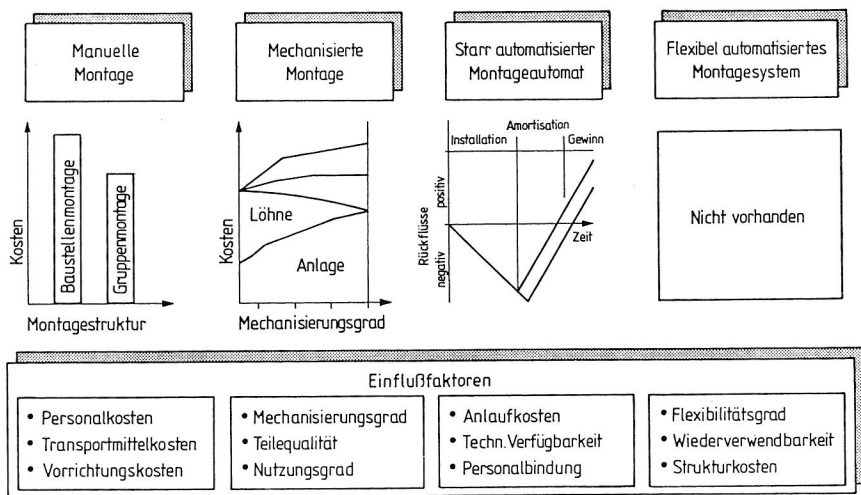 Manuelle
Montage
Mechanisierte
Montage
Starr automatisierter
Montageautomat
Flexibel automatisiertes
Montagesystem
Kosten
Baustellenmontage
Gruppenmontage
Montagestruktur
Kosten
Löhne
Anlage
Mechanisierungsgrad
Amortisation
Installation
Gewinn
Rückflüsse
positiv
negativ
Zeit
Nicht vorhanden
Einflußfaktoren
• Personalkosten
• Transportmittelkosten
• Vorrichtungskosten
• Mechanisierungsgrad
• Teilequalität
• Nutzungsgrad
• Anlaufkosten
• Techn.Verfügbarkeit
• Personalbindung
• Flexibilitätsgrad
• Wiederverwendbarkeit
• Strukturkosten